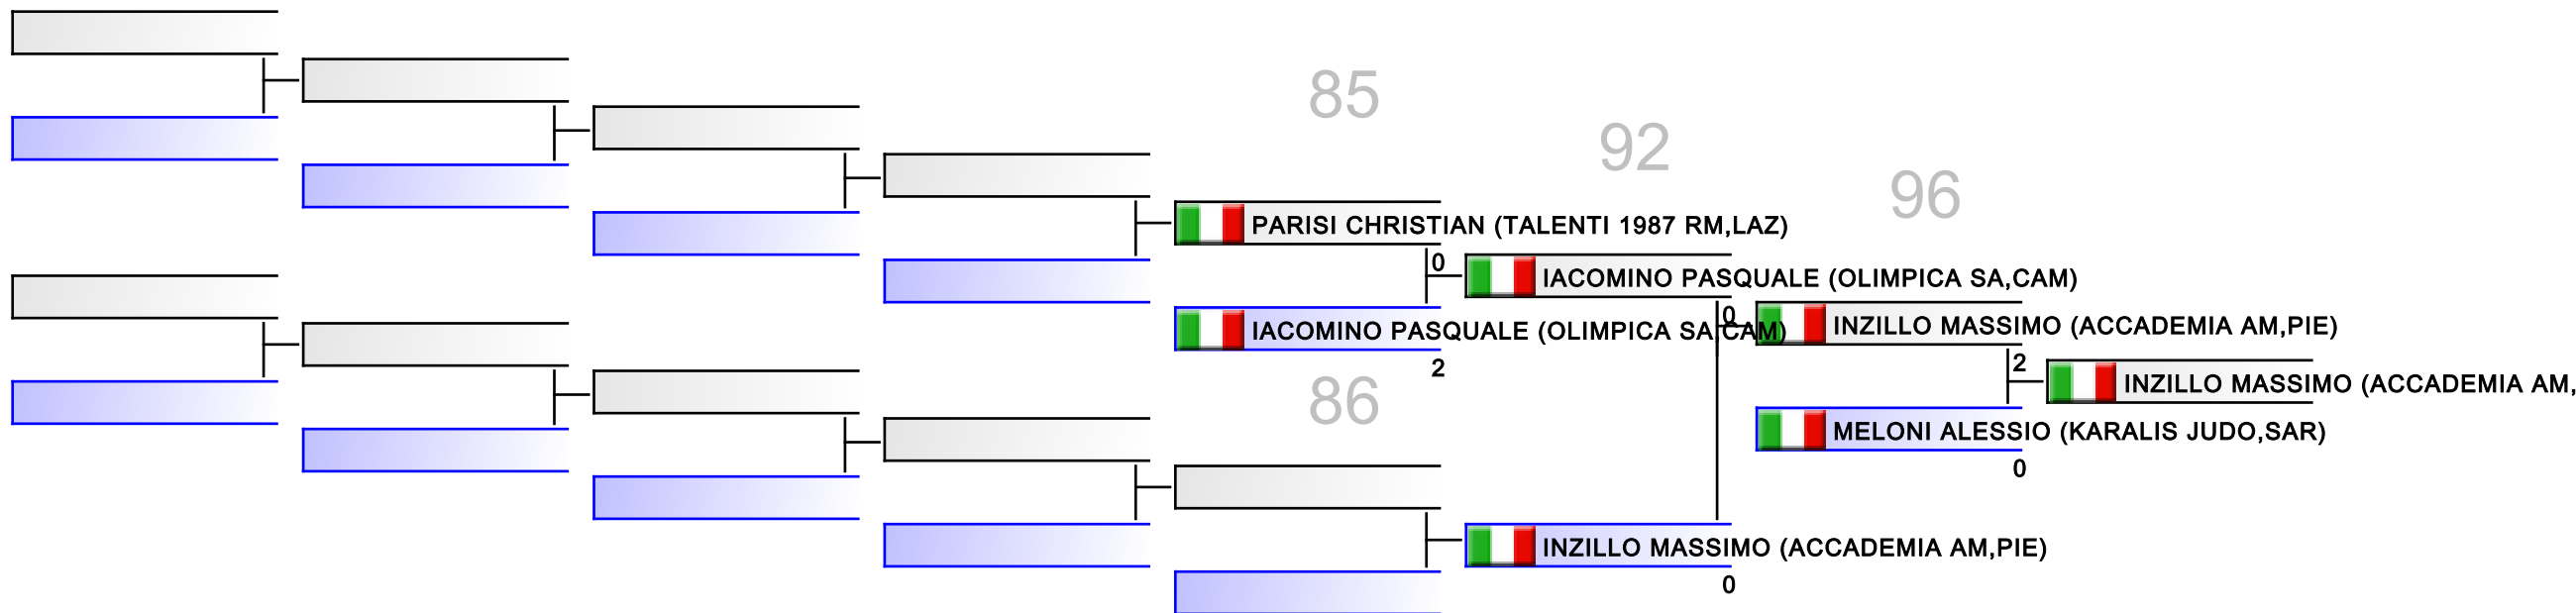 85
92
96
PARISI CHRISTIAN (TALENTI 1987 RM,LAZ)
0
IACOMINO PASQUALE (OLIMPICA SA,CAM)
IACOMINO PASQUALE (OLIMPICA SA,CAM)
2
0
INZILLO MASSIMO (ACCADEMIA AM,PIE)
2
INZILLO MASSIMO (ACCADEMIA AM,
86
MELONI ALESSIO (KARALIS JUDO,SAR)
0
INZILLO MASSIMO (ACCADEMIA AM,PIE)
0